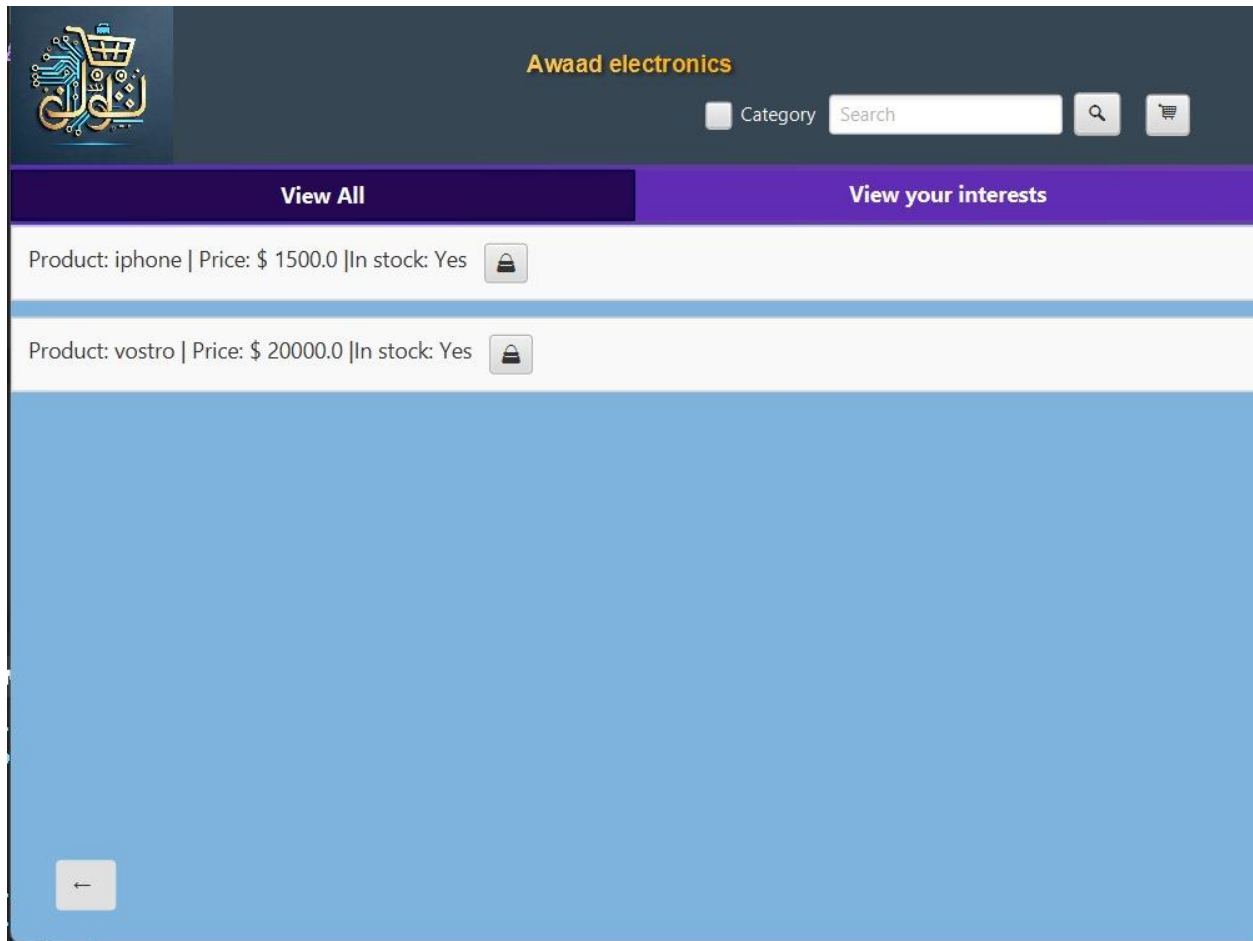 Awaad electronics
Category Search
View All View your interests
Product: iphone | Price: $ 1500.0 |In stock: Yes
Product: vostro | Price: $ 20000.0 |In stock: Yes
←